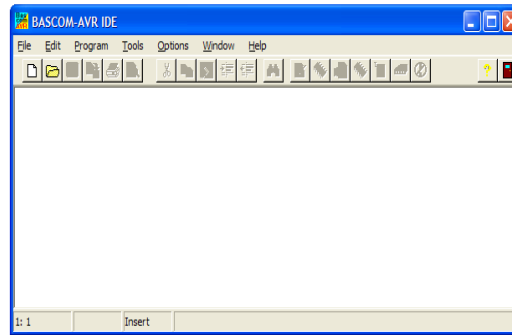 BASCOM-AVR IDE
File Edit Program Tools Options Window Help
1: 1 Insert